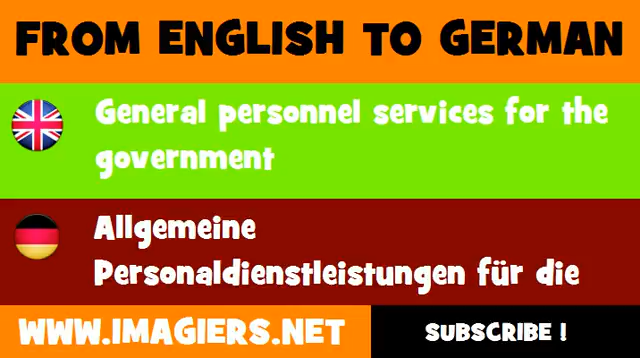 FROM ENGLISH TO GERMAN
General personnel services for the
government
Allgemeine
Personaldienstleistungen für die
WWW.IMAGIERS.NET
SUBSCRIBE !